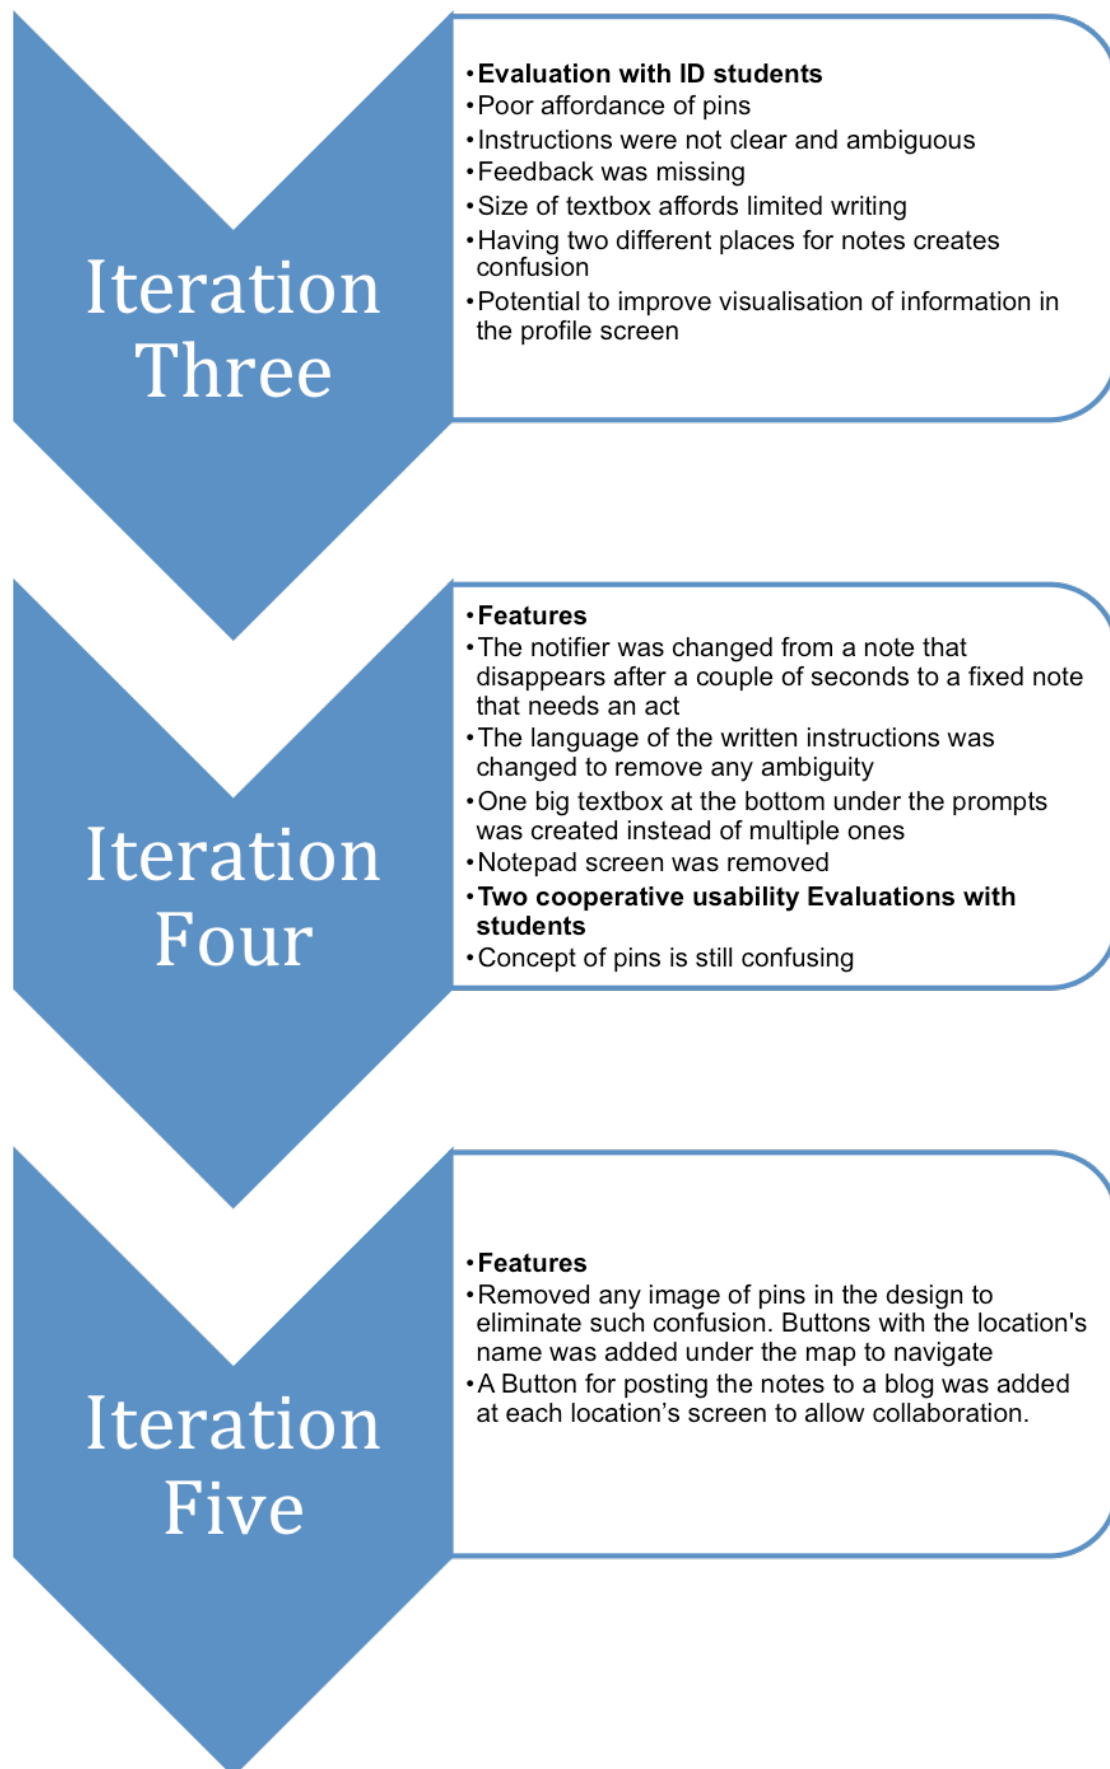 Iteration
Three
•Evaluation with ID students
•Poor affordance of pins
•Instructions were not clear and ambiguous
•Feedback was missing
•Size of textbox affords limited writing
•Having two different places for notes creates
confusion
•Potential to improve visualisation of information in
the profile screen
Iteration
Four
•Features
•The notifier was changed from a note that
disappears after a couple of seconds to a fixed note
that needs an act
•The language of the written instructions was
changed to remove any ambiguity
•One big textbox at the bottom under the prompts
was created instead of multiple ones
•Notepad screen was removed
•Two cooperative usability Evaluations with
students
•Concept of pins is still confusing
Iteration
Five
•Features
•Removed any image of pins in the design to
eliminate such confusion. Buttons with the location's
name was added under the map to navigate
•A Button for posting the notes to a blog was added
at each location’s screen to allow collaboration.